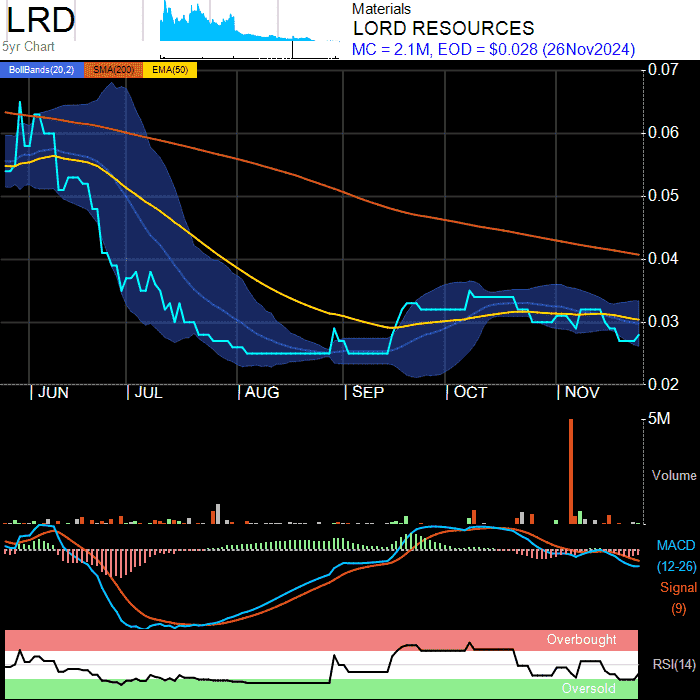 LRD
5yr Chart
Materials
LORD RESOURCES
MC = 2.1M, EOD = $0.028 (26Nov2024)
BollBands(20,2) SMA(200) EMA(50)
0.07
0.06
0.05
0.04
0.03
0.02
JUN JUL AUG SEP OCT NOV
5M
Volume
MACD
(12-26)
Signal
(9)
Overbought
RSI(14)
Oversold